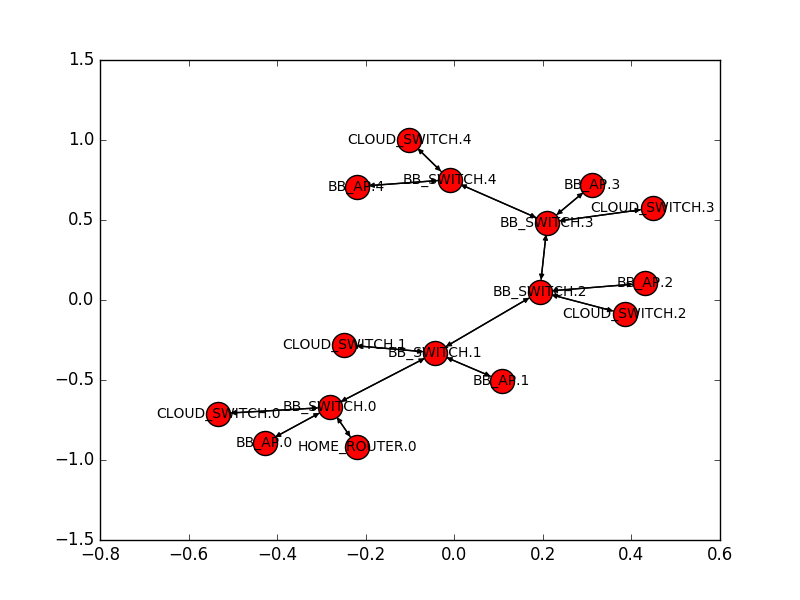 1.5
CLOUD_SWITCH.4
1.0
BB_SWITCH.4
BB_AP.4
BB_AP.3
CLOUD_SWITCH.3
0.5
BB_SWITCH.3
BB_AP.2
0.0
BB_SWITCH.2
CLOUD_SWITCH.2
CLOUD_SWITCH.1
BB_SWITCH.1
−0.5
BB_AP.1
BB_SWITCH.0
CLOUD_SWITCH.0
BB_AP.0
HOME_ROUTER.0
−1.0
−1.5
−0.8 −0.6 −0.4 −0.2 0.0 0.2 0.4 0.6